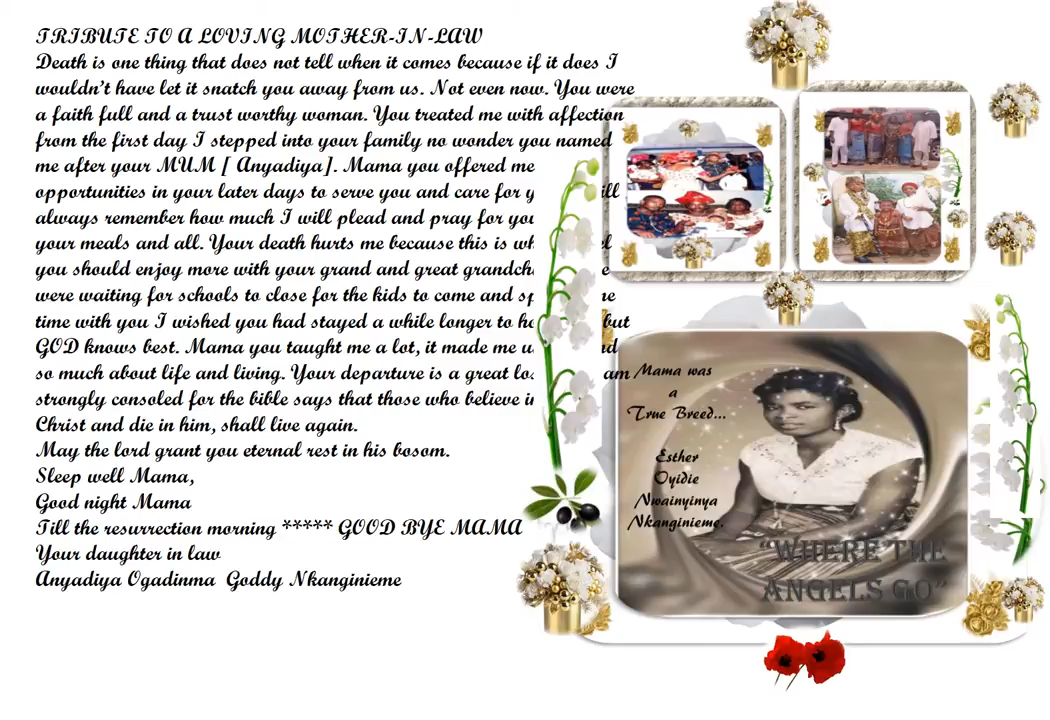 TRIBUTE TO A LOVING MOTHER-IN-LAW
Death is one thing that does not tell when it comes because if it does I
wouldn't have let it snatch you away from us. Not even now. You were
a faith full and a trust worthy woman. You treated me with affection
from the first day I stepped into your family no wonder you named
me after your MUM [ Anyadiya]. Mama you offered me
opportunities in your later days to serve you and care for
always remember how much I will plead and pray for
your meals and all. Your death hurts me because this is
you should enjoy more with your grand and great
were waiting for schools to close for the kids to come and
time with you I wished you had stayed a while longer to but
GOD knows best. Mama you taught me a lot, it made me
so much about life and living. Your departure is a great am
strongly consoled for the bible says that those who believe in
Christ and die in him, shall live again.
May the lord grant you eternal rest in his bosom.
Sleep well Mama,
Good night Mama
Till the resurrection morning ***** GOOD BYE MAMA
Your daughter in law
Anyadiya Ogadinma Goddy Nkanginieme
Mama was
a
True Breed...
Esther
Oyidie
Nwainyinya
Nkanginieme.
"WHERE THE
ANGELS GO"